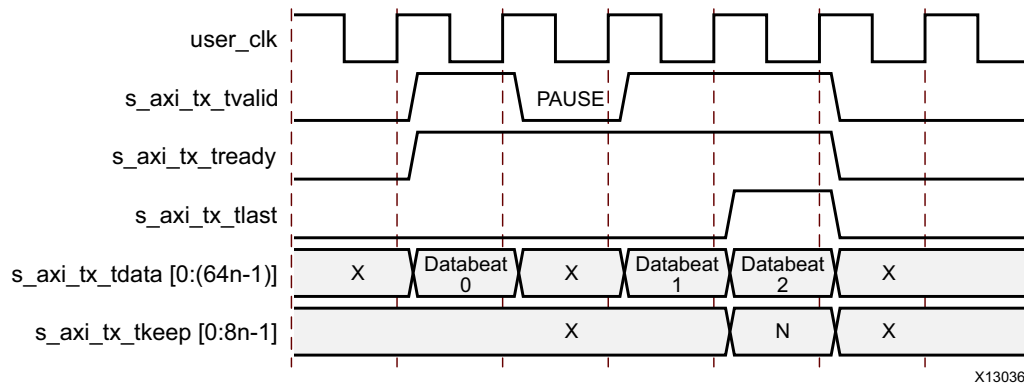 user_clk
s_axi_tx_tvalid
PAUSE
s_axi_tx_tready
s_axi_tx_tlast
s_axi_tx_tdata [0:(64n-1)]
X
Databeat
0
X
Databeat
1
Databeat
2
X
s_axi_tx_tkeep [0:8n-1]
X
N
X
X13036